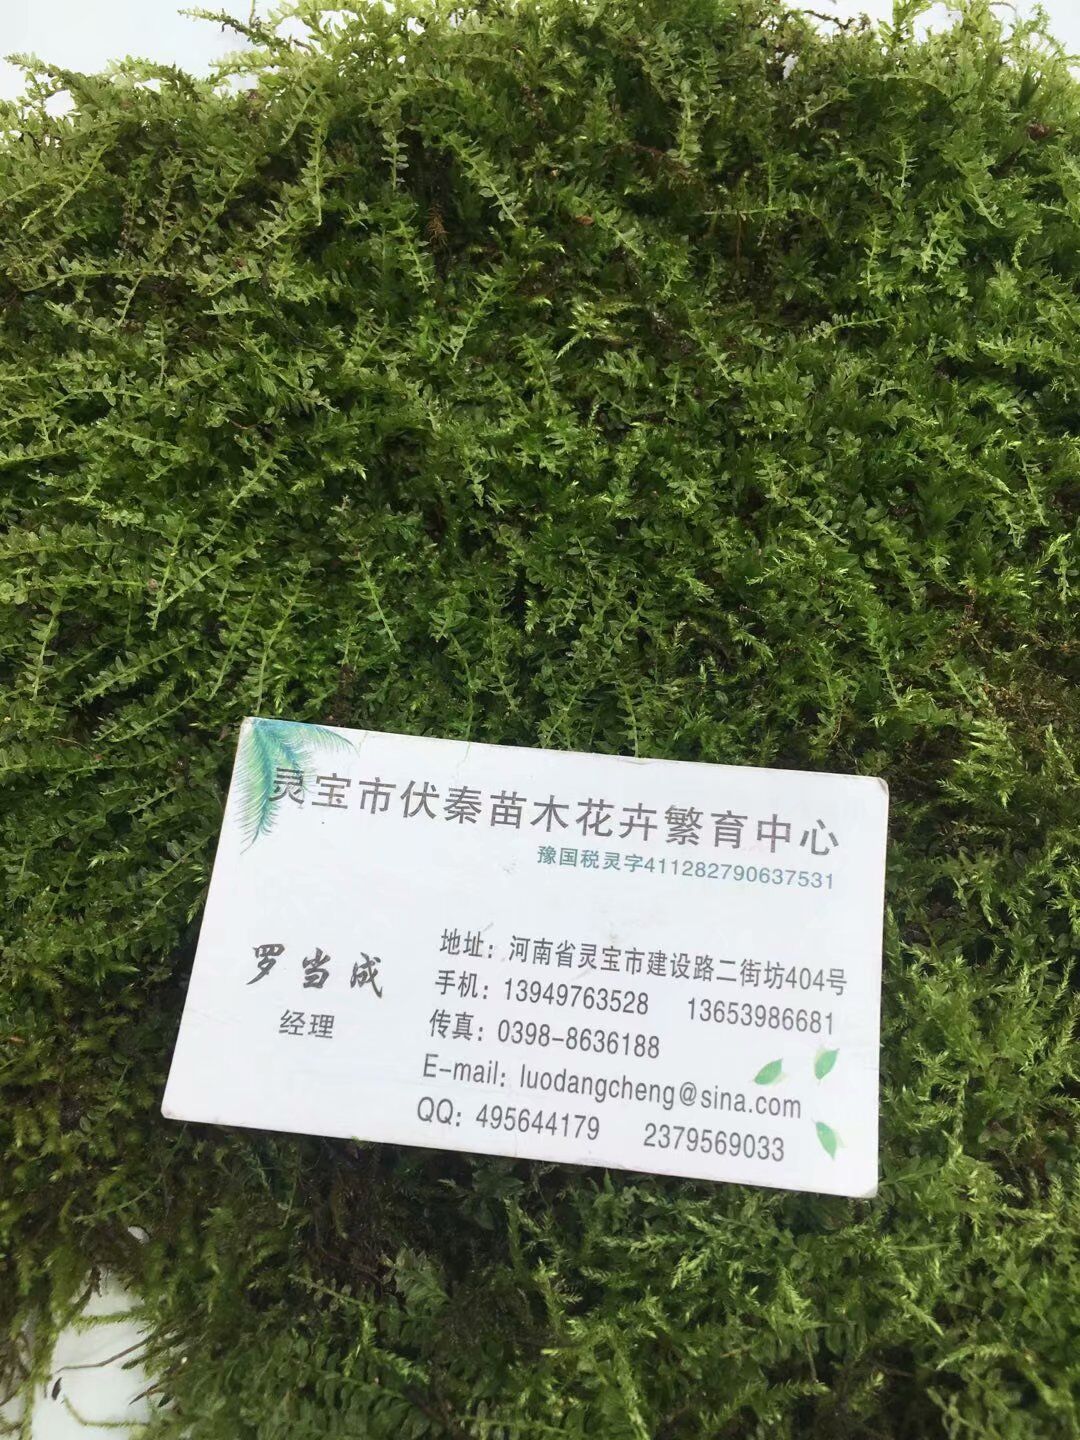 灵宝市伏秦苗木花卉繁育中心
豫国税灵字411282790637531
罗当成
经理
地址：河南省灵宝市建设路二街坊404号
手机：13949763528 13653986681
传真：0398-8636188
E-mail：luodangcheng@sina.com
QQ：495644179 2379569033